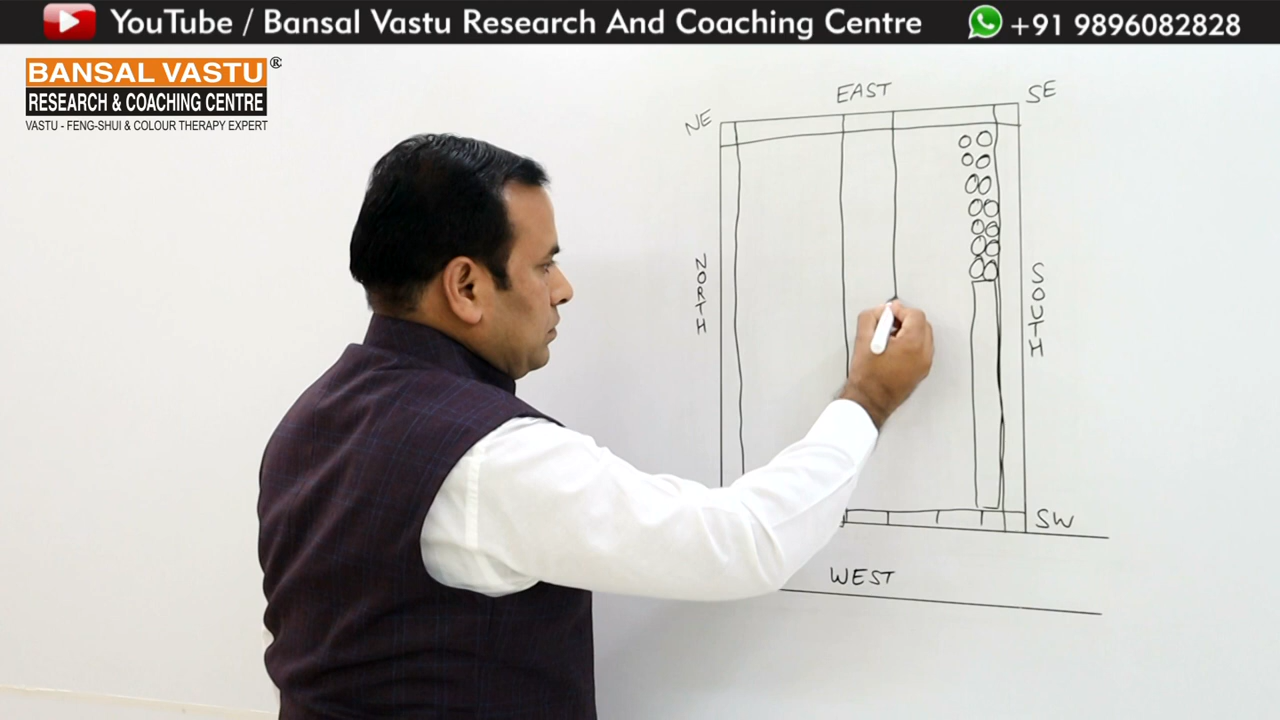 YouTube / Bansal Vastu Research And Coaching Centre
+91 9896082828
BANSAL VASTU®
RESEARCH & COACHING CENTRE
VASTU - FENG-SHUI & COLOUR THERAPY EXPERT
EAST
SE
NE
NORTH
SOUTH
SW
WEST